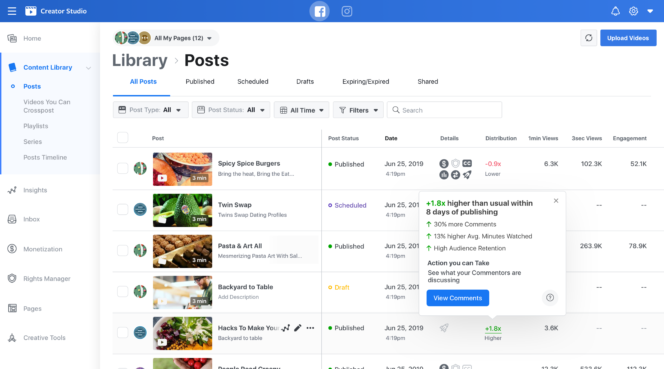 Creator Studio
Home
Content Library
Posts
Videos You Can
Crosspost
Playlists
Series
Posts Timeline
Insights
Inbox
Monetization
Rights Manager
Pages
Creative Tools
All My Pages (12)
Upload Videos
Library > Posts
All Posts Published Scheduled Drafts Expiring/Expired Shared
Post Type: All Post Status: All All Time Filters Search
Post Post Status Date Details Distribution 1min Views 3sec Views Engagement
3 min Spicy Spice Burgers Published Jun 25, 2019 -0.9x 6.3K 102.3K 52.1K
Bring the heat, Bring the Eat... 4:19pm Lower
3 min Twin Swap Scheduled Jun 25, 2019 -- --
Twins Swap Dating Profiles 4:19pm
3 min Pasta & Art All Published Jun 25, 2019 263.9K 78.9K
Mesmerizing Pasta Art With Sal... 4:19pm
3 min Backyard to Table Draft Jun 25, 2019 -- --
Add Description 4:19pm
Hacks To Make Your Published Jun 25, 2019 +1.8x 3.6K -- --
Backyard to table 4:19pm Higher
+1.8x higher than usual within
8 days of publishing
30% more Comments
13% higher Avg. Minutes Watched
High Audience Retention
Action you can Take
See what your Commentors are
discussing
View Comments